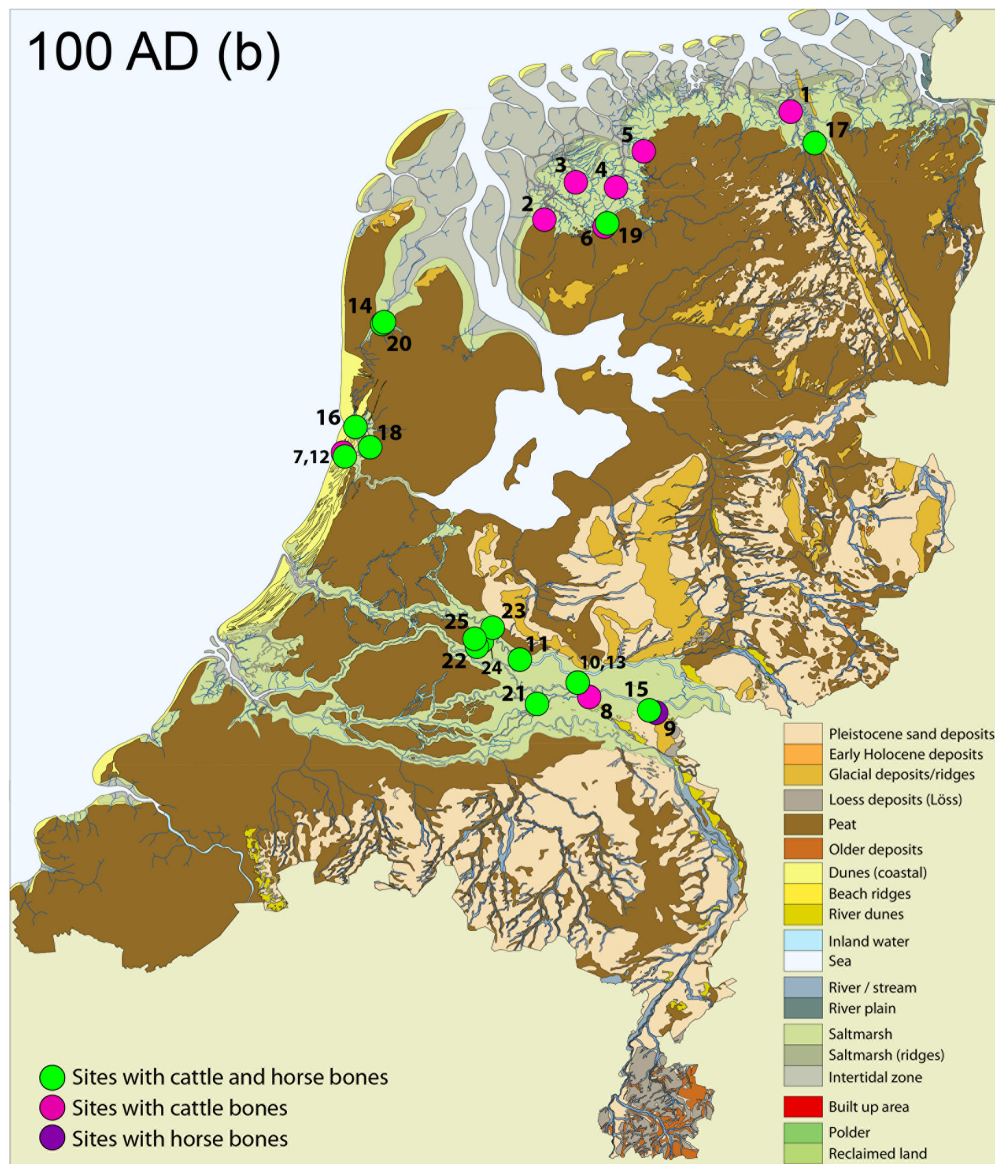 100 AD (b)
1
17
5
3
4
2
6
19
14
20
16
18
7,12
23
25
11
22
24
10,13
21
15
8
9
Pleistocene sand deposits
Early Holocene deposits
Glacial deposits/ridges
Loess deposits (Löss)
Peat
Older deposits
Dunes (coastal)
Beach ridges
River dunes
Inland water
Sea
River / stream
River plain
Saltmarsh
Saltmarsh (ridges)
Intertidal zone
Built up area
Polder
Reclaimed land
Sites with cattle and horse bones
Sites with cattle bones
Sites with horse bones